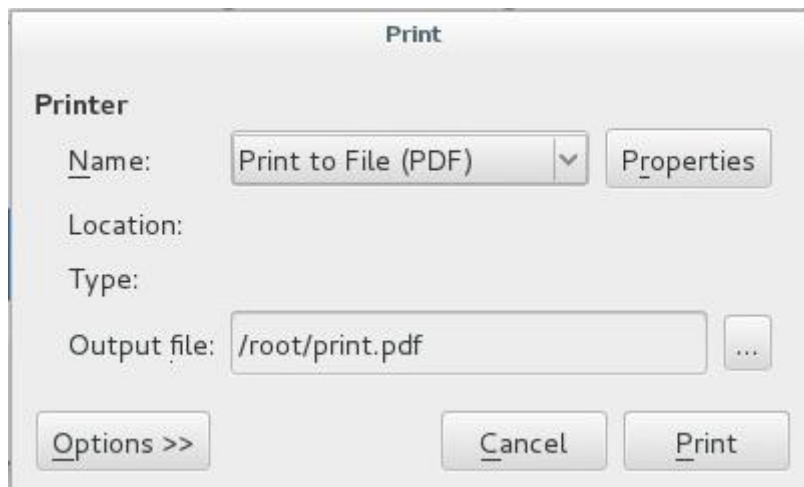 Print
Printer
Name: Print to File (PDF) Properties
Location:
Type:
Output file: /root/print.pdf ...
Options >> Cancel Print